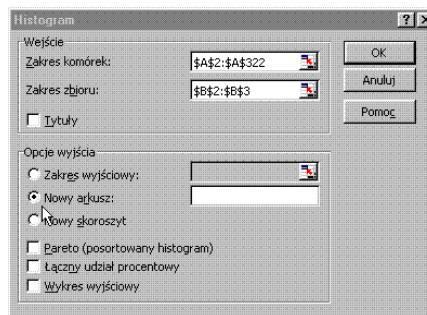 Histogram
Wejście
Zakres komórek: $A$2:$A$322
Zakres zbioru: $B$2:$B$3
Tytuły
OK
Anuluj
Pomoc
Opcje wyjścia
Zakres wyjściowy:
Nowy arkusz:
Nowy skoroszyt
Pareto (posortowany histogram)
Łączny udział procentowy
Wykres wyjściowy